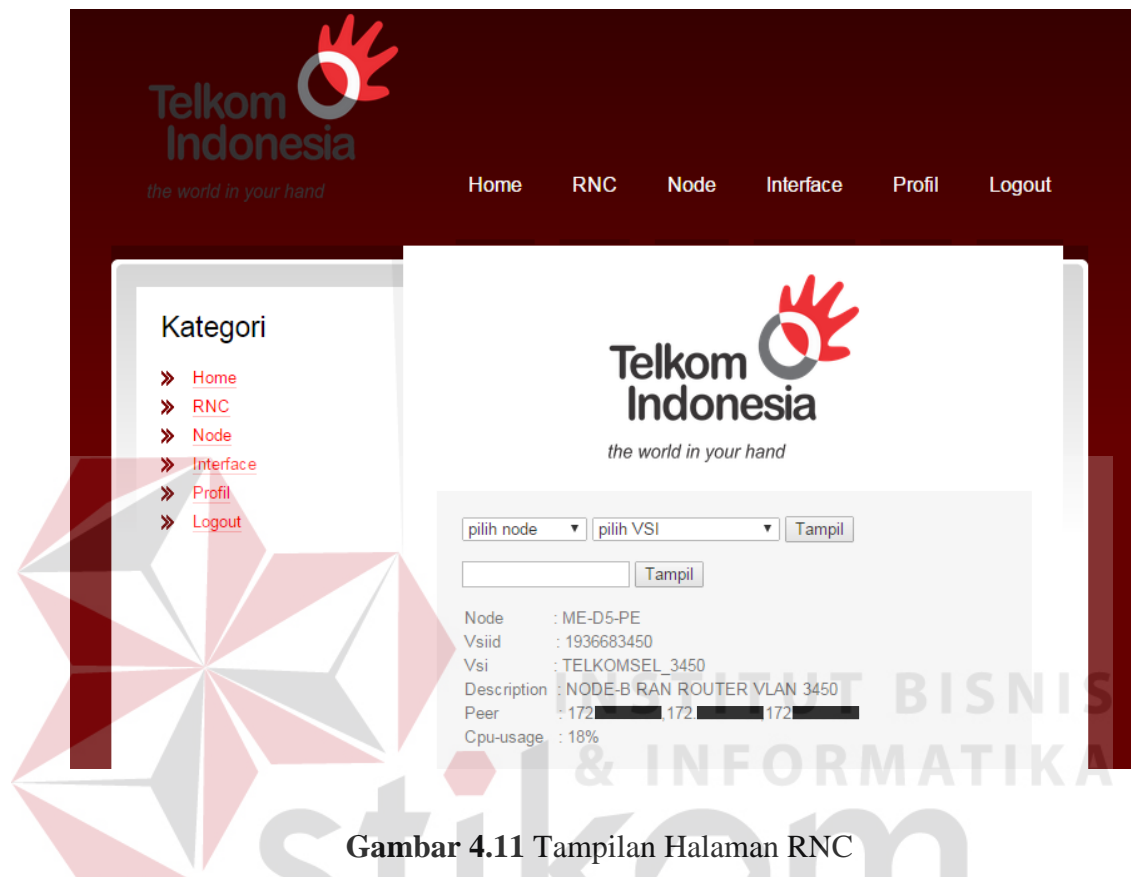 Telkom
Indonesia
the world in your hand
Home RNC Node Interface Profil Logout
Kategori
Home
RNC
Node
Interface
Profil
Logout
Telkom
Indonesia
the world in your hand
pilih node pilih VSI Tampil
Tampil
Node : ME-D5-PE
Vsiid : 1936683450
Vsi : TELKOMSEL_3450
Description : NODE-B RAN ROUTER VLAN 3450
Peer : 172 ,172. ,172
Cpu-usage : 18%
INSTITUT BISNIS
& INFORMATIKA
stikom
Gambar 4.11 Tampilan Halaman RNC